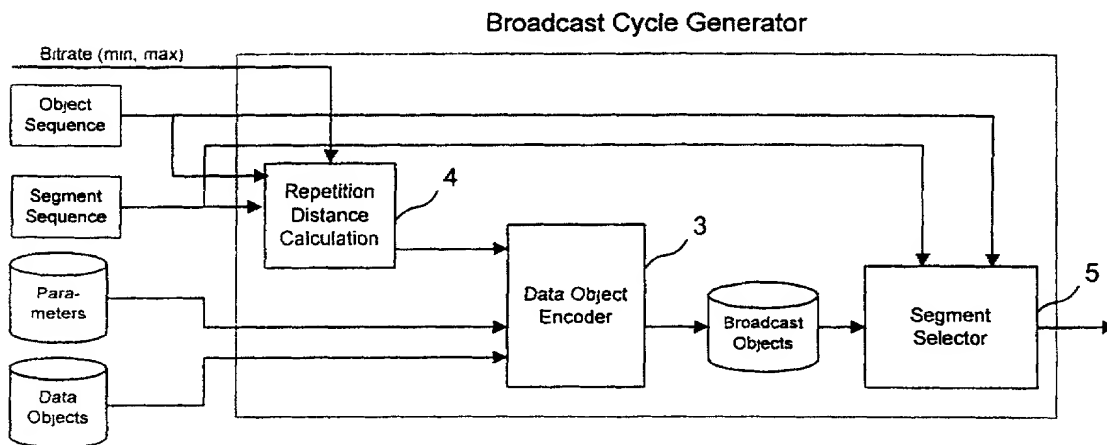 Broadcast Cycle Generator
Bitrate (min, max)
Object
Sequence
Segment
Sequence
Repetition
Distance
Calculation
4
Para-
meters
Data
Objects
Data Object
Encoder
3
Broadcast
Objects
Segment
Selector
5